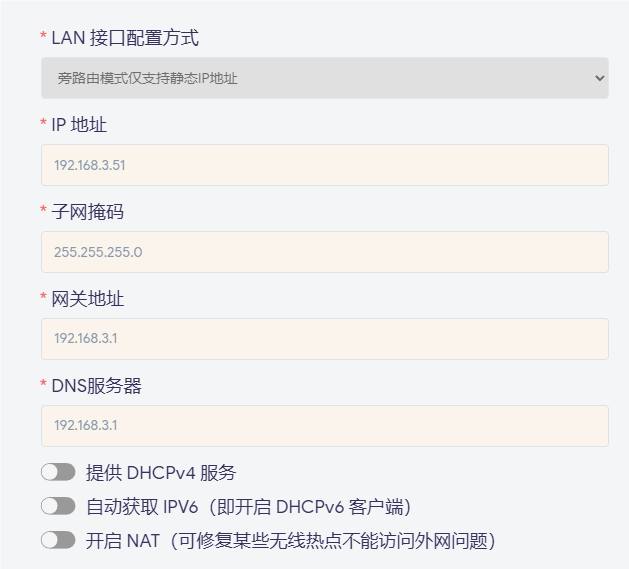 * LAN 接口配置方式
旁路由模式仅支持静态IP地址
* IP 地址
192.168.3.51
* 子网掩码
255.255.255.0
* 网关地址
192.168.3.1
* DNS服务器
192.168.3.1
提供 DHCPv4 服务
自动获取 IPV6（即开启 DHCPv6 客户端）
开启 NAT（可修复某些无线热点不能访问外网问题）